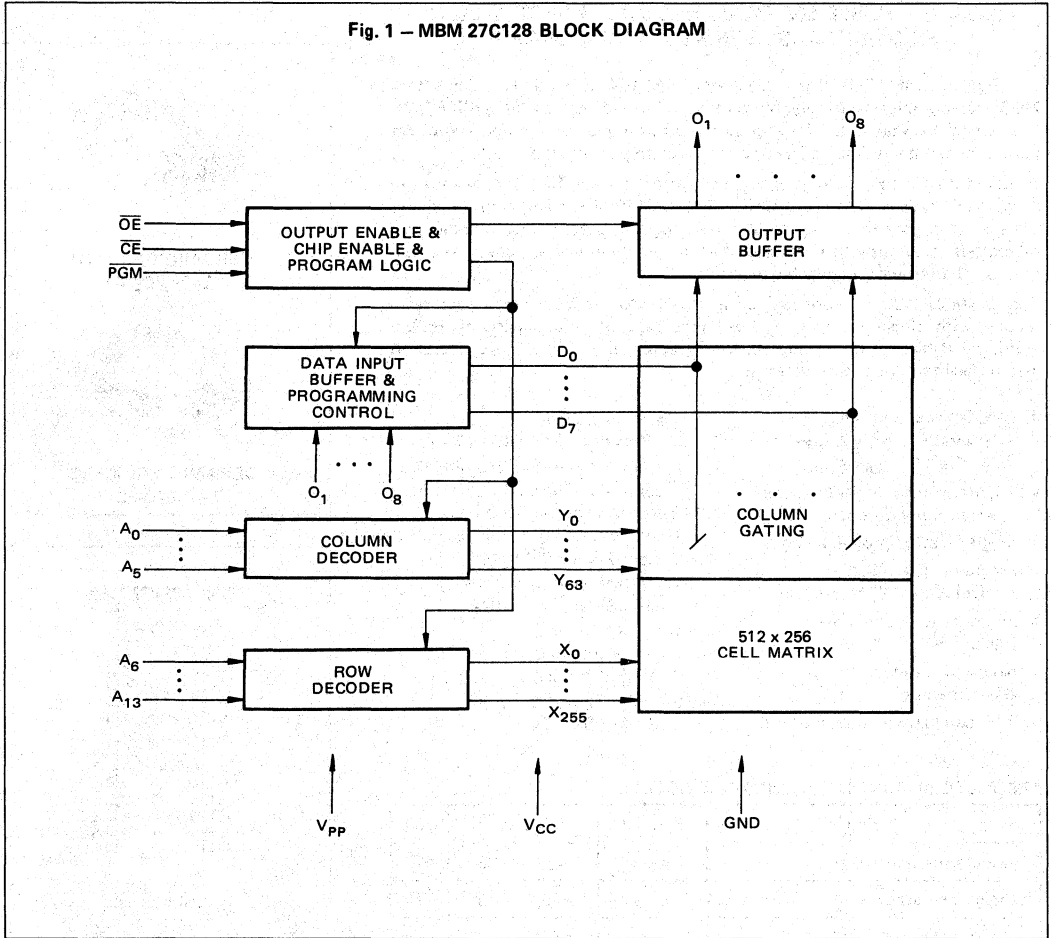 Fig. 1 – MBM 27C128 BLOCK DIAGRAM
O1 O8
. . .
OE
CE
PGM
OUTPUT ENABLE &
CHIP ENABLE &
PROGRAM LOGIC
OUTPUT
BUFFER
DATA INPUT
BUFFER &
PROGRAMMING
CONTROL
D0
D7
O1 . . . O8
. . .
COLUMN
GATING
A0
A5
COLUMN
DECODER
Y0
Y63
512 x 256
CELL MATRIX
A6
A13
ROW
DECODER
X0
X255
VPP VCC GND